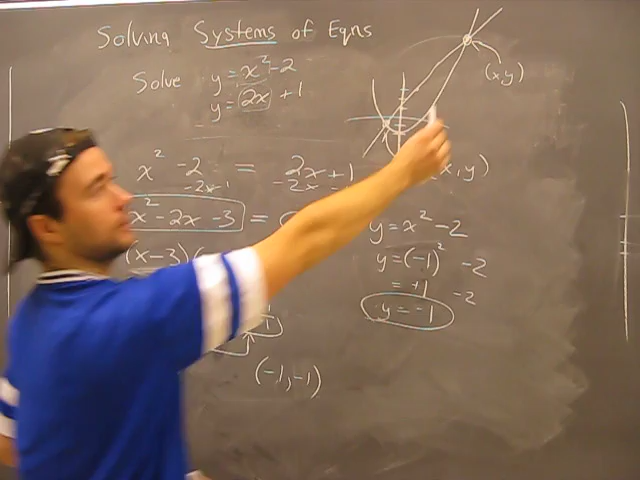 Solving Systems of Eqns
Solve y = x² - 2
y = 2x + 1
(x,y)
x² - 2 = 2x + 1
-2x -1 -2x
x² - 2x - 3 =
x, y)
(x-3)(
y = x² - 2
y = (-1)² - 2
= +1 -2
y = -1
(-1, -1)